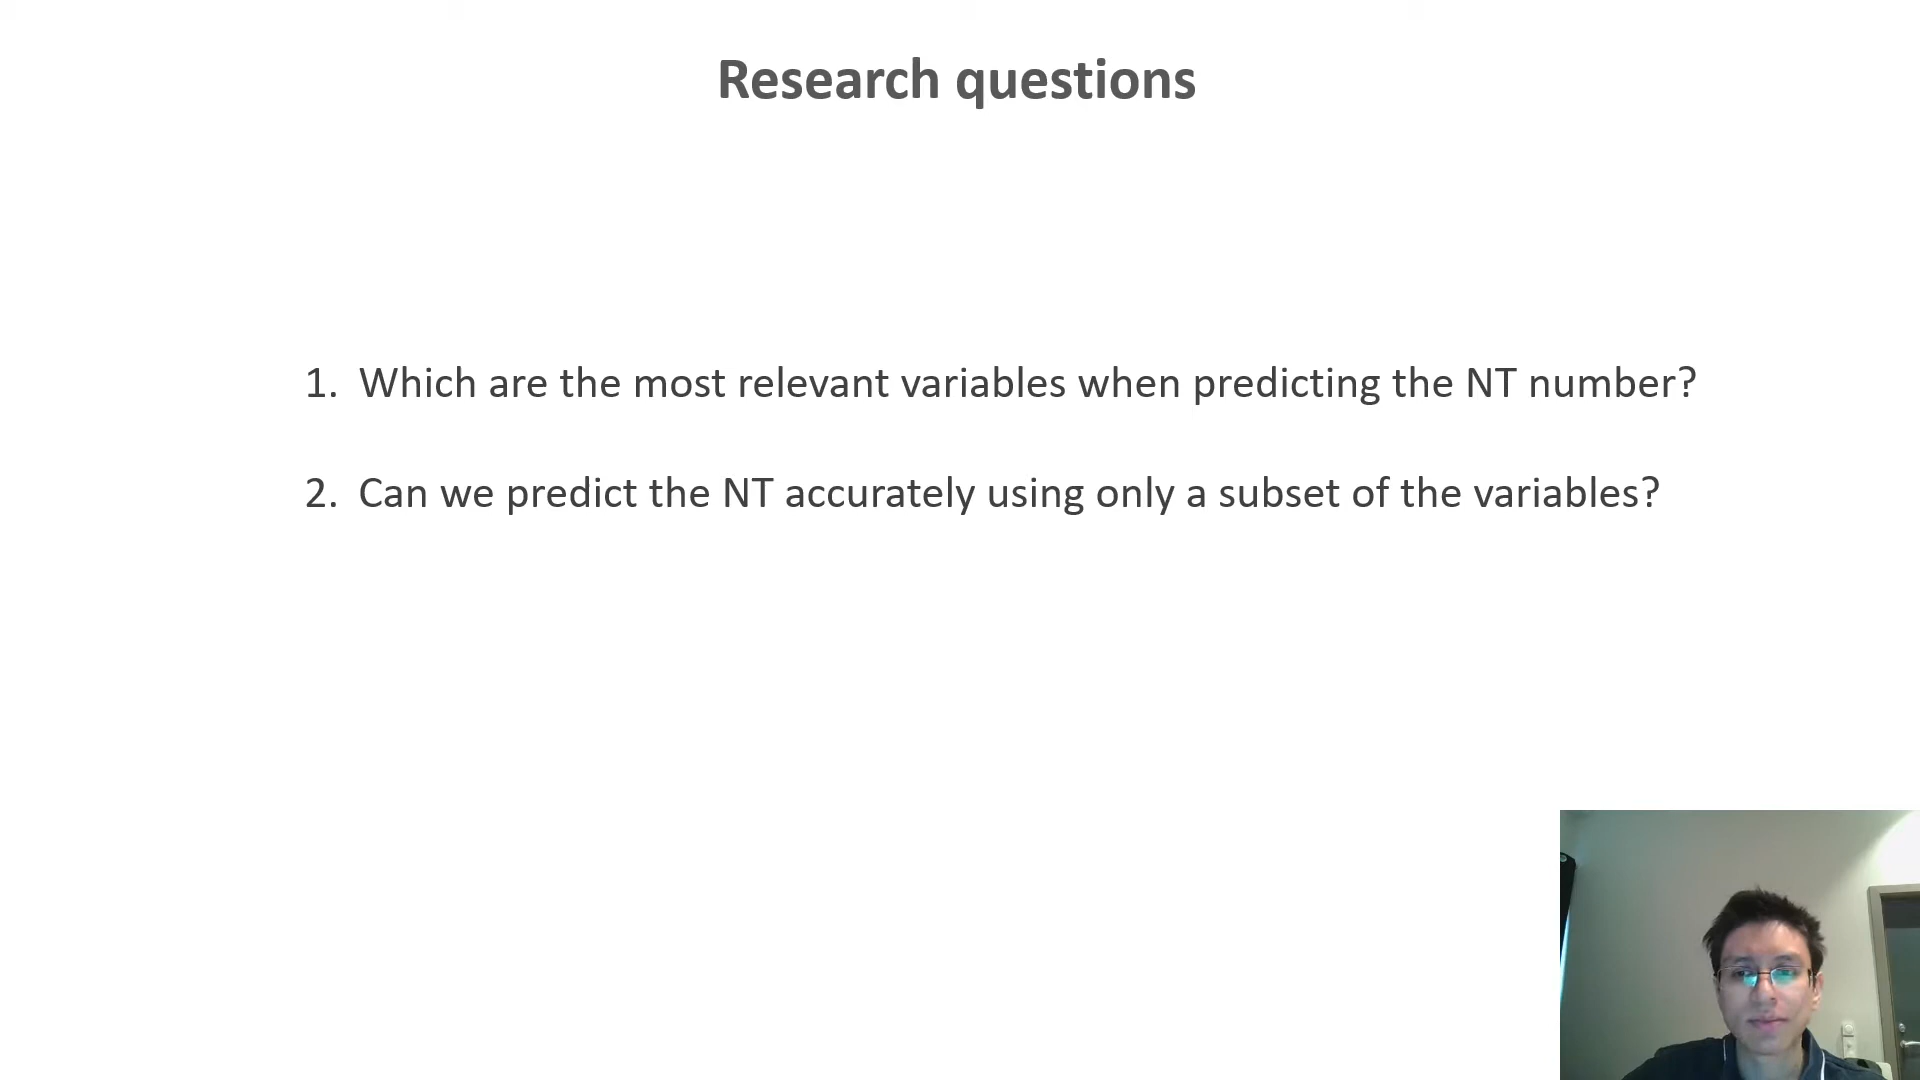 Research questions
1. Which are the most relevant variables when predicting the NT number?
2. Can we predict the NT accurately using only a subset of the variables?